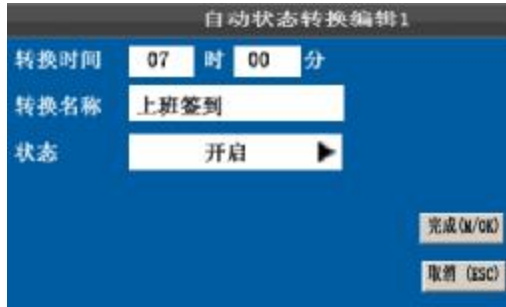 自动状态转换编辑1
转换时间 07 时 00 分
转换名称 上班签到
状态 开启
完成(M/OK)
取消 (ESC)